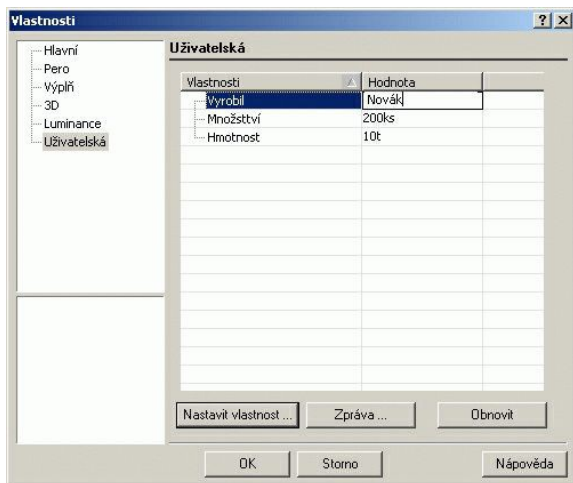 Vlastnosti
Hlavní
Pero
Výplň
3D
Luminance
Uživatelská
Uživatelská
Vlastnosti Hodnota
Vyrobil Novák
Množsttví 200ks
Hmotnost 10t
Nastavit vlastnost ... Zpráva ... Obnovit
OK Storno Nápověda